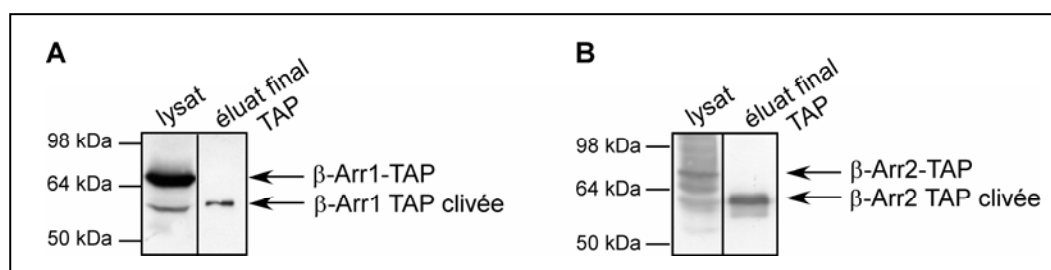 A
lysat
éluat final
TAP
98 kDa
64 kDa
50 kDa
β-Arr1-TAP
β-Arr1 TAP clivée
B
lysat
éluat final
TAP
98 kDa
64 kDa
50 kDa
β-Arr2-TAP
β-Arr2 TAP clivée